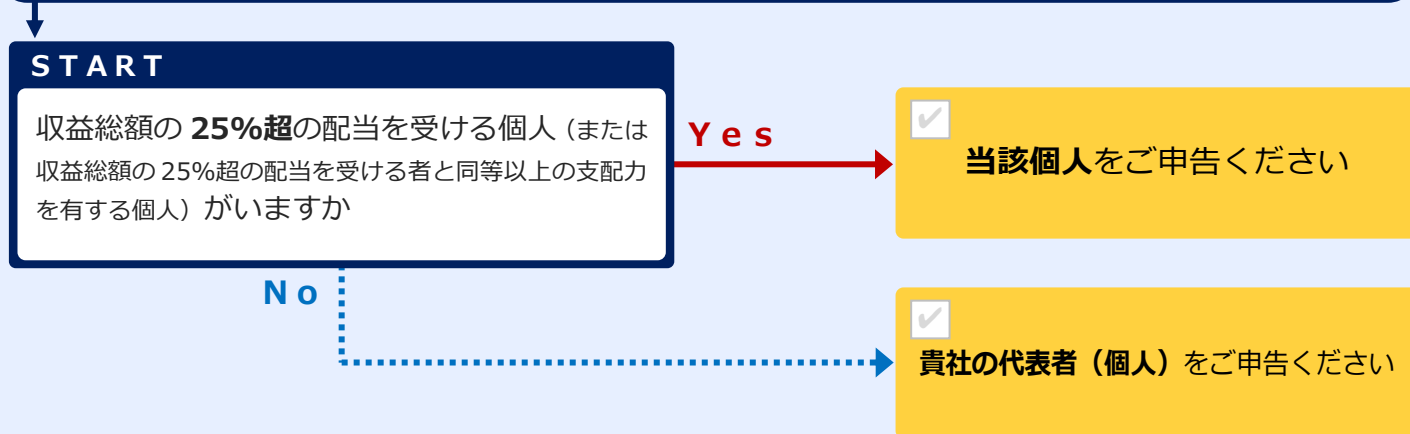 START
収益総額の 25%超の配当を受ける個人（または
収益総額の 25%超の配当を受ける者と同等以上の支配力
を有する個人）がいますか
Yes
当該個人をご申告ください
No
貴社の代表者（個人）をご申告ください